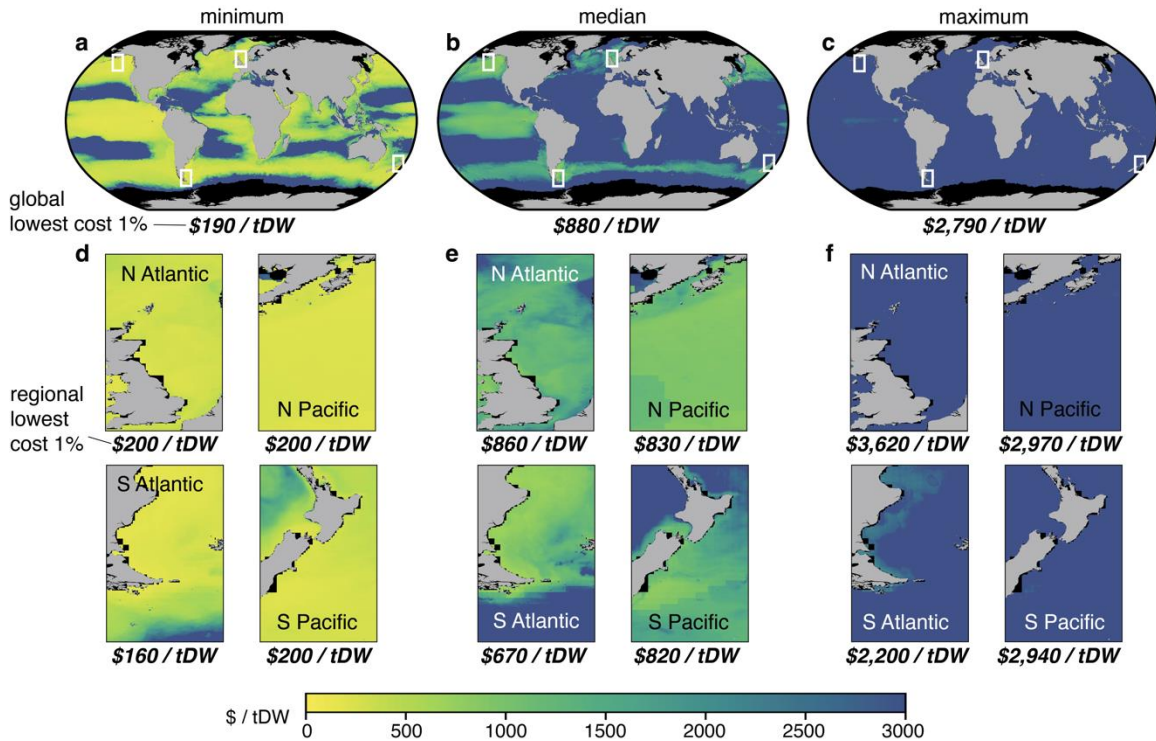 minimum
median
maximum
a
b
c
global
lowest cost 1%
$190 / tDW
$880 / tDW
$2,790 / tDW
d
e
f
N Atlantic
N Pacific
N Atlantic
N Pacific
N Atlantic
N Pacific
regional
lowest
cost 1%
$200 / tDW
$200 / tDW
$860 / tDW
$830 / tDW
$3,620 / tDW
$2,970 / tDW
S Atlantic
S Pacific
S Atlantic
S Pacific
S Atlantic
S Pacific
$160 / tDW
$200 / tDW
$670 / tDW
$820 / tDW
$2,200 / tDW
$2,940 / tDW
$ / tDW
0
500
1000
1500
2000
2500
3000